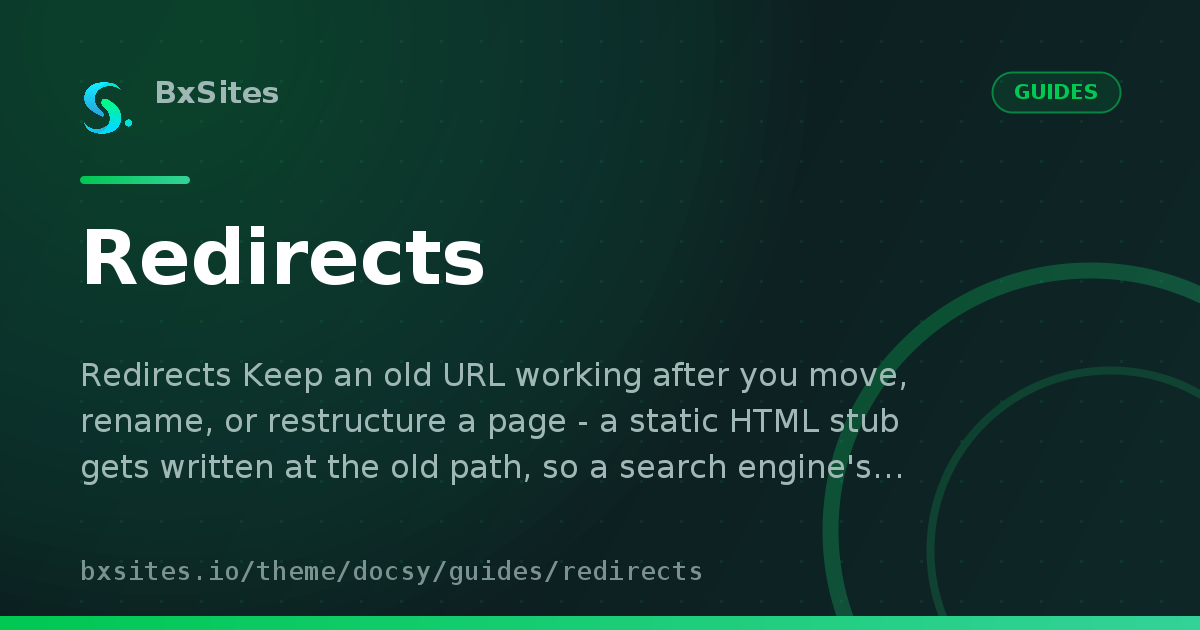 BxSites
GUIDES
Redirects
Redirects Keep an old URL working after you move,
rename, or restructure a page - a static HTML stub
gets written at the old path, so a search engine's...
bxsites.io/theme/docsy/guides/redirects